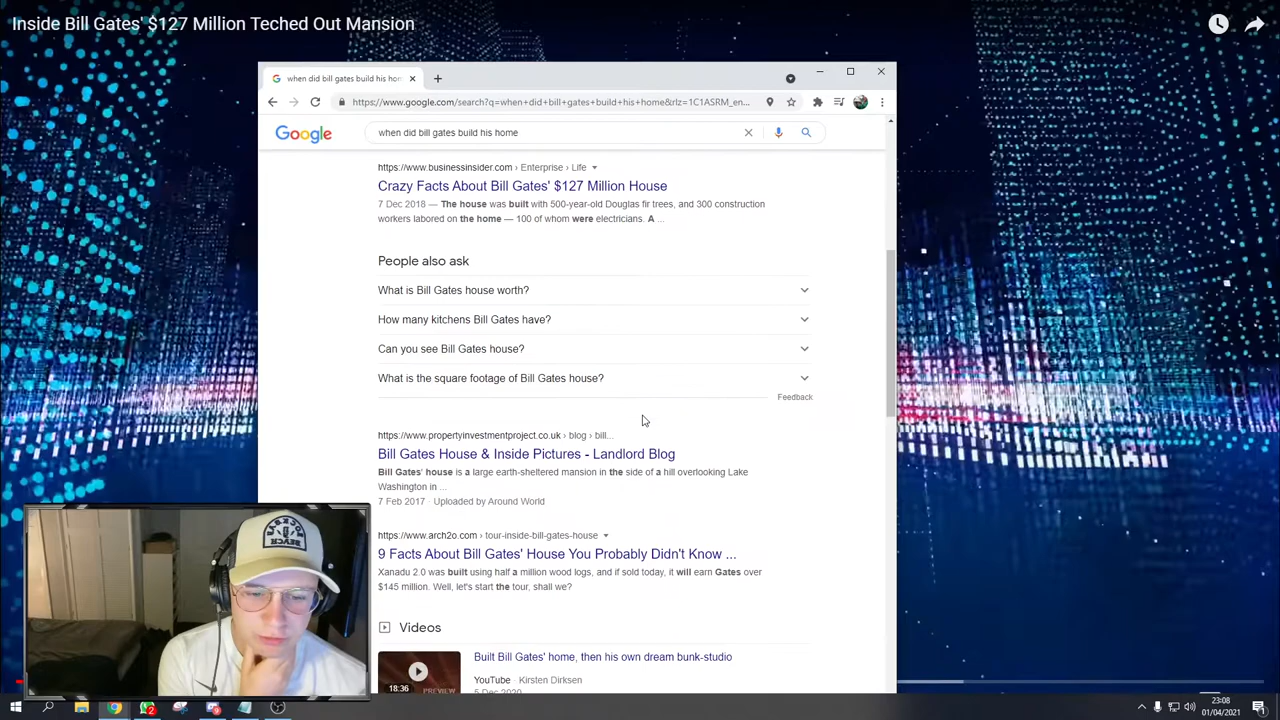 Inside Bill Gates' $127 Million Teched Out Mansion
when did bill gates build his hom
https://www.google.com/search?q=when+did+bill+gates+build+his+home&rlz=1C1ASRM_en...
Google
when did bill gates build his home
https://www.businessinsider.com › Enterprise › Life
Crazy Facts About Bill Gates' $127 Million House
7 Dec 2018 — The house was built with 500-year-old Douglas fir trees, and 300 construction
workers labored on the home — 100 of whom were electricians. A ...
People also ask
What is Bill Gates house worth?
How many kitchens Bill Gates have?
Can you see Bill Gates house?
What is the square footage of Bill Gates house?
Feedback
https://www.propertyinvestmentproject.co.uk › blog › bill...
Bill Gates House & Inside Pictures - Landlord Blog
Bill Gates' house is a large earth-sheltered mansion in the side of a hill overlooking Lake
Washington in ...
7 Feb 2017 · Uploaded by Around World
https://www.arch2o.com › tour-inside-bill-gates-house
9 Facts About Bill Gates' House You Probably Didn't Know ...
Xanadu 2.0 was built using half a million wood logs, and if sold today, it will earn Gates over
$145 million. Well, let's start the tour, shall we?
Videos
Built Bill Gates' home, then his own dream bunk-studio
YouTube · Kirsten Dirksen
5 Dec 2020
18:36
PREVIEW
2
9
23:08
01/04/2021
1